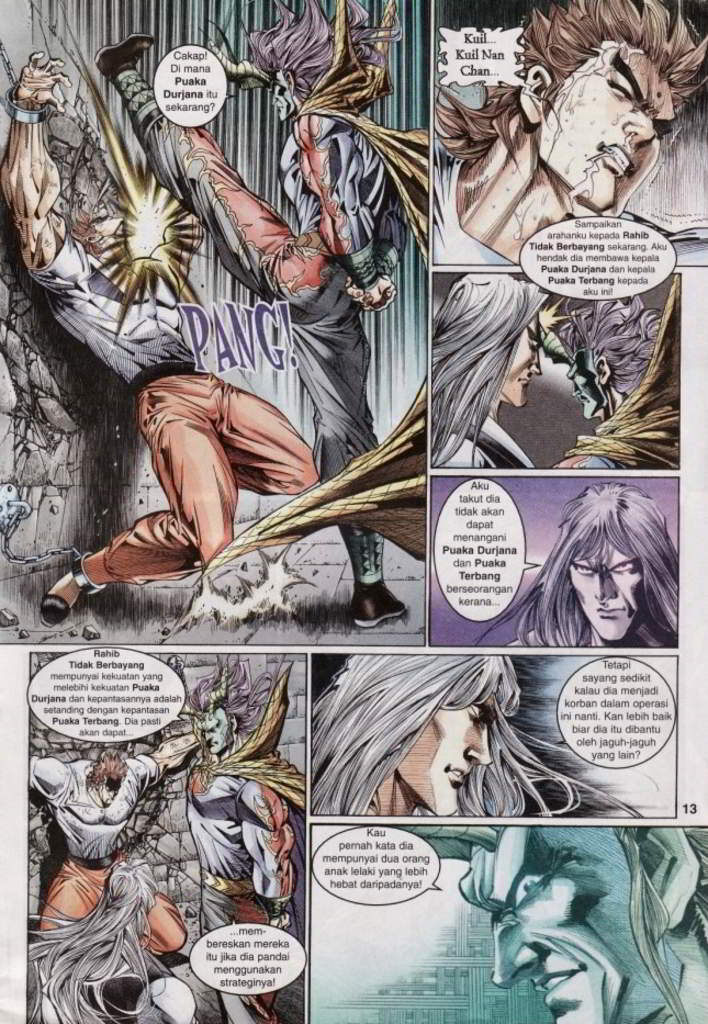 Cakap!
Di mana
Puaka
Durjana itu
sekarang?
PANG!
Kuil...
Kuil Nan
Chan...
Sampaikan
arahanku kepada Rahib
Tidak Berbayang sekarang. Aku
hendak dia membawa kepala
Puaka Durjana dan kepala
Puaka Terbang kepada
aku ini!
Aku
takut dia
tidak akan
dapat
menangani
Puaka Durjana
dan Puaka
Terbang
berseorangan
kerana...
Rahib
Tidak Berbayang
mempunyai kekuatan yang
melebihi kekuatan Puaka
Durjana dan kepantasannya adalah
setanding dengan kepantasan
Puaka Terbang. Dia pasti
akan dapat...
...mem-
bereskan mereka
itu jika dia pandai
menggunakan
strateginya!
Tetapi
sayang sedikit
kalau dia menjadi
korban dalam operasi
ini nanti. Kan lebih baik
biar dia itu dibantu
oleh jaguh-jaguh
yang lain?
13
Kau
pernah kata dia
mempunyai dua orang
anak lelaki yang lebih
hebat daripadanya!